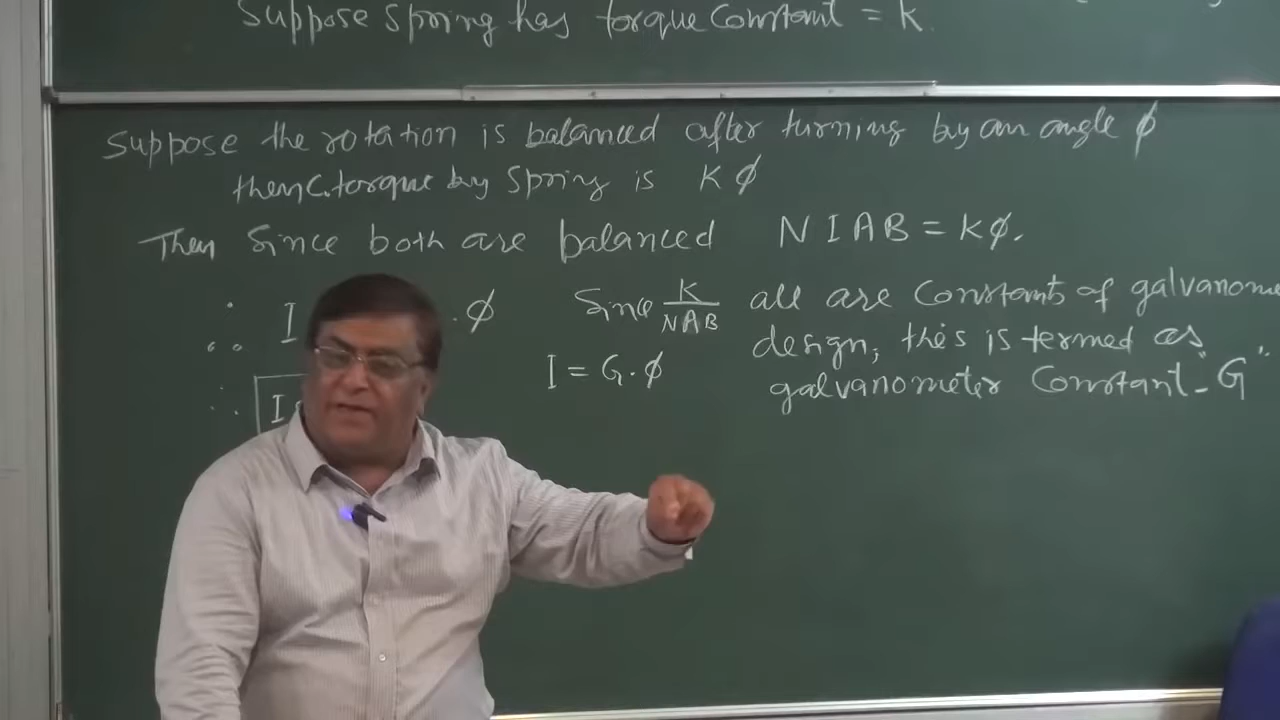 Suppose spring has torque Constant = K.
Suppose the rotation is balanced after turning by an angle ϕ
then C. torque by Spring is K ϕ
Then Since both are balanced N I A B = Kϕ.
∴ I . ϕ
Since K/NAB all are Constants of galvanome
design, this is termed as
I = G. ϕ
galvanometer Constant - "G"
∴ I